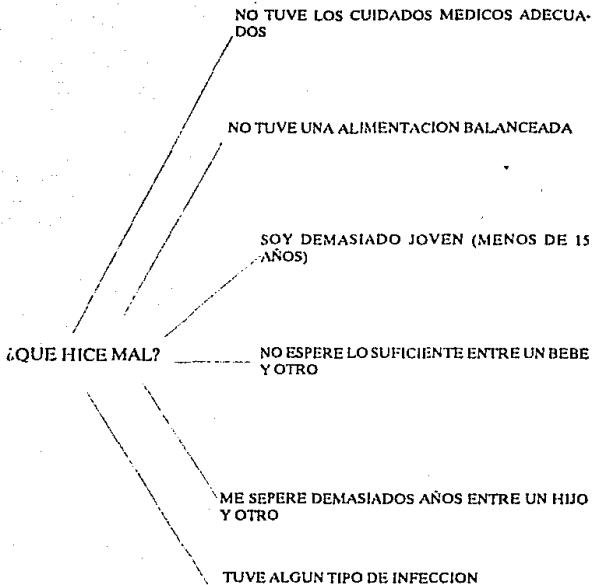 NO TUVE LOS CUIDADOS MEDICOS ADECUA-
DOS
NO TUVE UNA ALIMENTACION BALANCEADA
SOY DEMASIADO JOVEN (MENOS DE 15
AÑOS)
¿QUE HICE MAL?
NO ESPERE LO SUFICIENTE ENTRE UN BEBE
Y OTRO
ME SEPERE DEMASIADOS AÑOS ENTRE UN HIJO
Y OTRO
TUVE ALGUN TIPO DE INFECCION